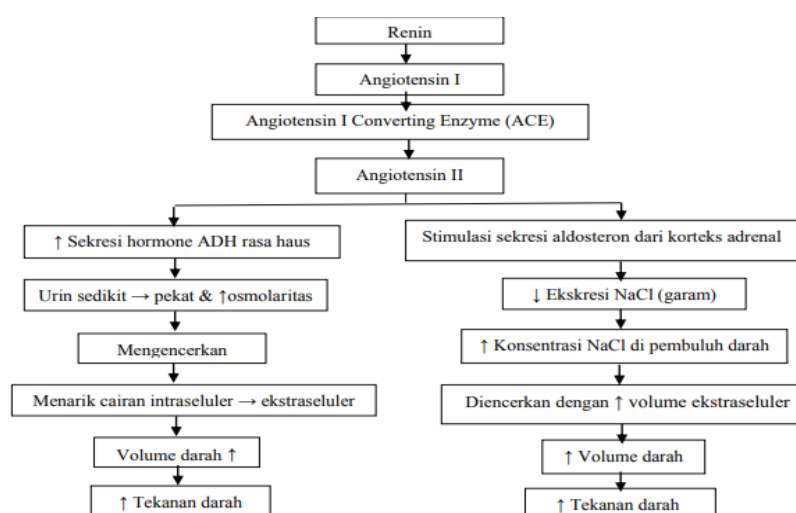 Renin
Angiotensin I
Angiotensin I Converting Enzyme (ACE)
Angiotensin II
↑ Sekresi hormone ADH rasa haus
Urin sedikit → pekat & ↑osmolaritas
Mengencerkan
Menarik cairan intraseluler → ekstraseluler
Volume darah ↑
↑ Tekanan darah
Stimulasi sekresi aldosteron dari korteks adrenal
↓ Ekskresi NaCl (garam)
↑ Konsentrasi NaCl di pembuluh darah
Diencerkan dengan ↑ volume ekstraseluler
↑ Volume darah
↑ Tekanan darah